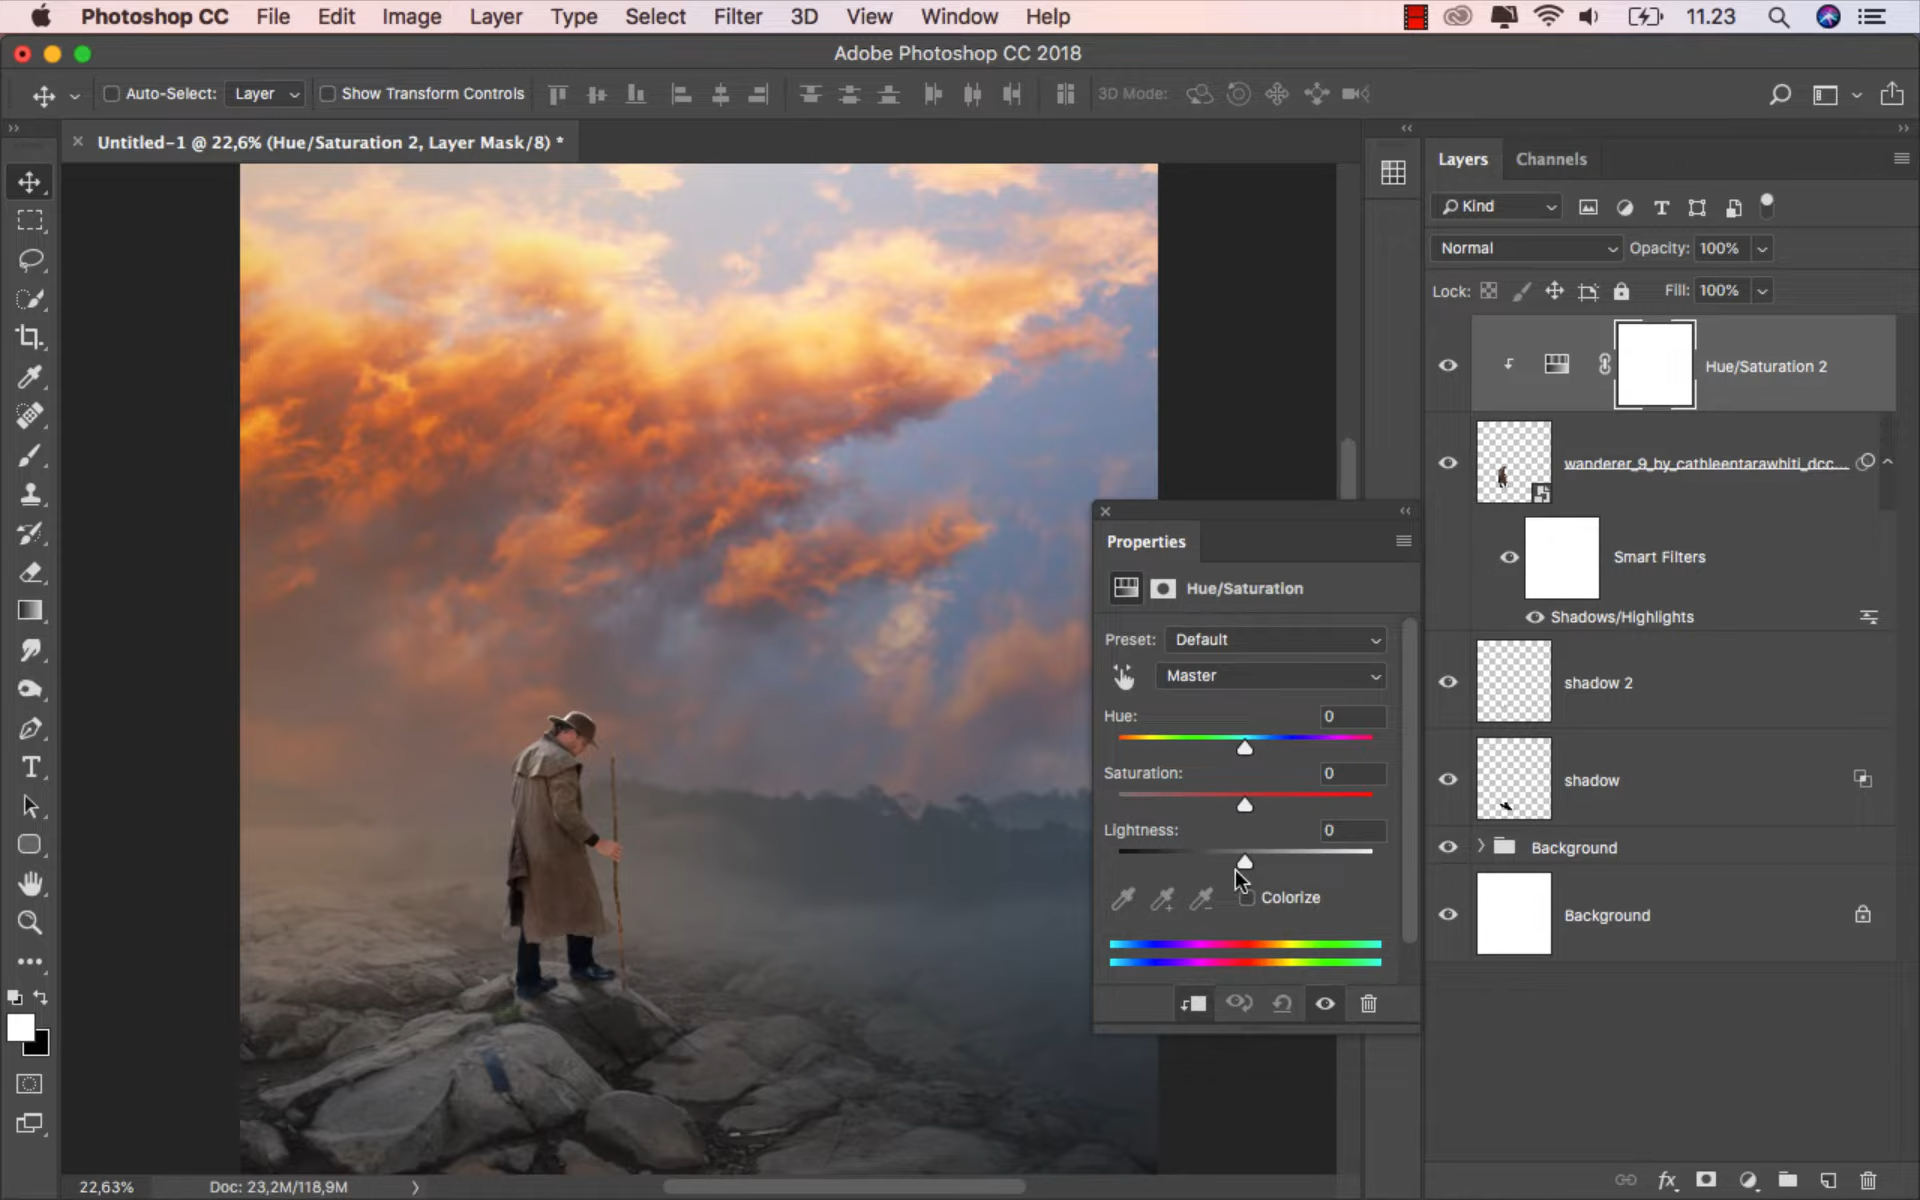 Photoshop CC File Edit Image Layer Type Select Filter 3D View Window Help 11.23
Adobe Photoshop CC 2018
Auto-Select: Layer Show Transform Controls 3D Mode:
Untitled-1 @ 22,6% (Hue/Saturation 2, Layer Mask/8) *
Layers Channels
Kind
Normal Opacity: 100%
Lock: Fill: 100%
Hue/Saturation 2
wanderer_9_by_cathleentarawhiti_dcc...
Smart Filters
Shadows/Highlights
shadow 2
shadow
Background
Background
Properties
Hue/Saturation
Preset: Default
Master
Hue: 0
Saturation: 0
Lightness: 0
Colorize
22,63% Doc: 23,2M/118,9M